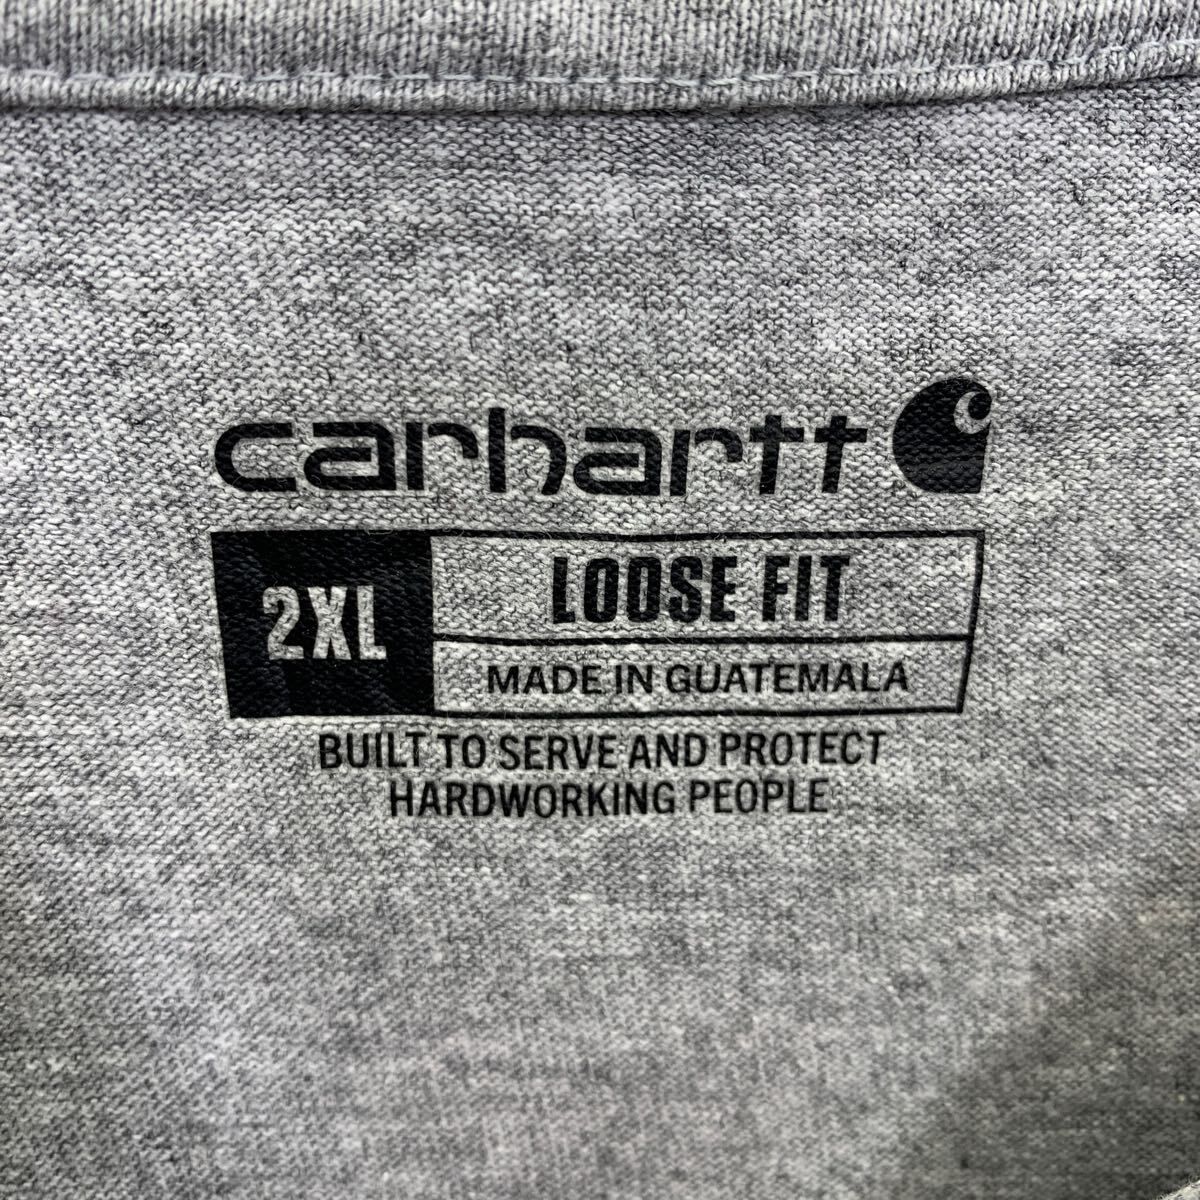 carhartt
2XL
LOOSE FIT
MADE IN GUATEMALA
BUILT TO SERVE AND PROTECT
HARDWORKING PEOPLE